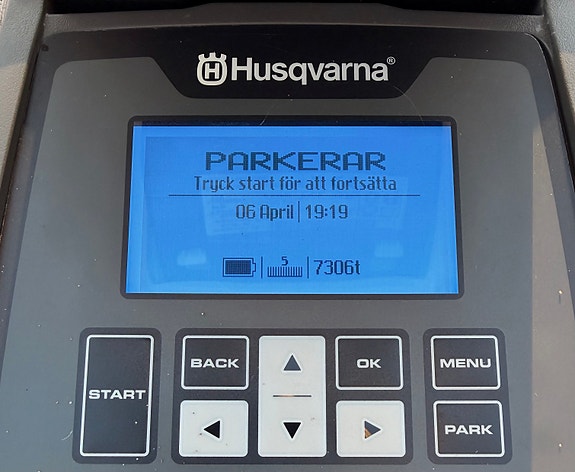 Husqvarna®
PARKERAR
Tryck start för att fortsätta
06 April 19:19
5
7306t
BACK
OK
MENU
START
PARK